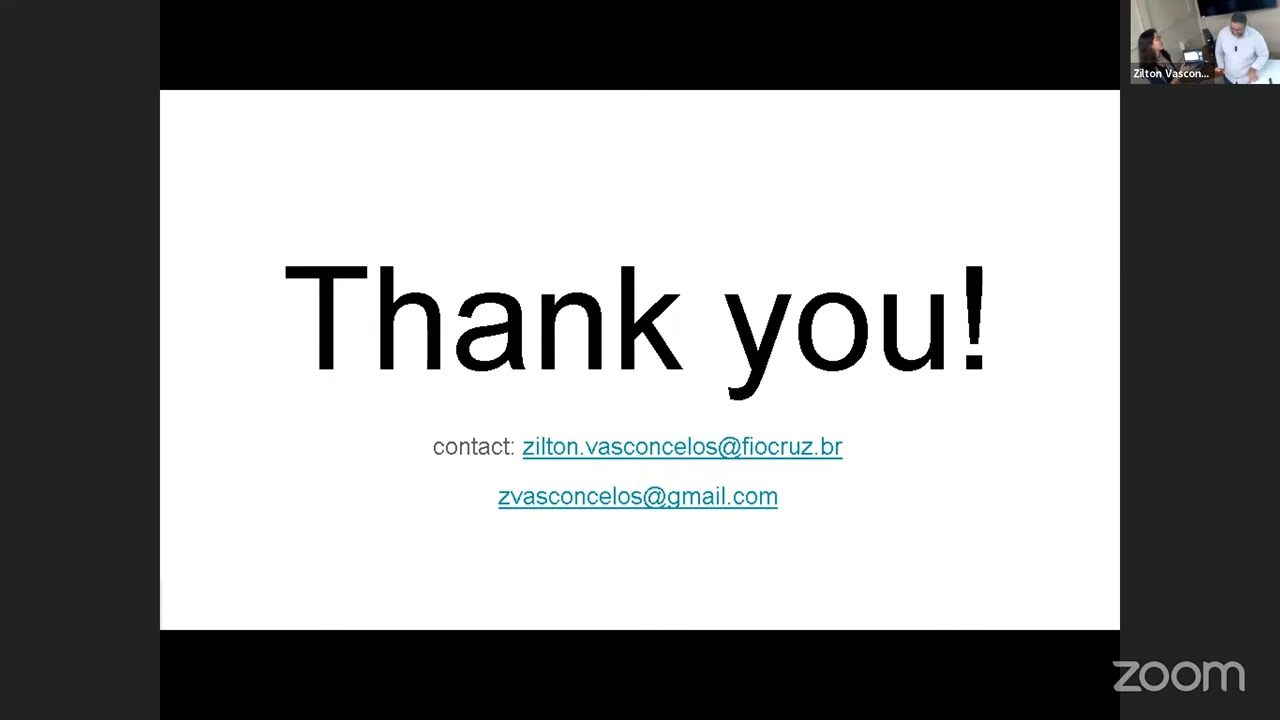 Zilton Vascon...
Thank you!
contact: zilton.vasconcelos@fiocruz.br
zvasconcelos@gmail.com
zoom